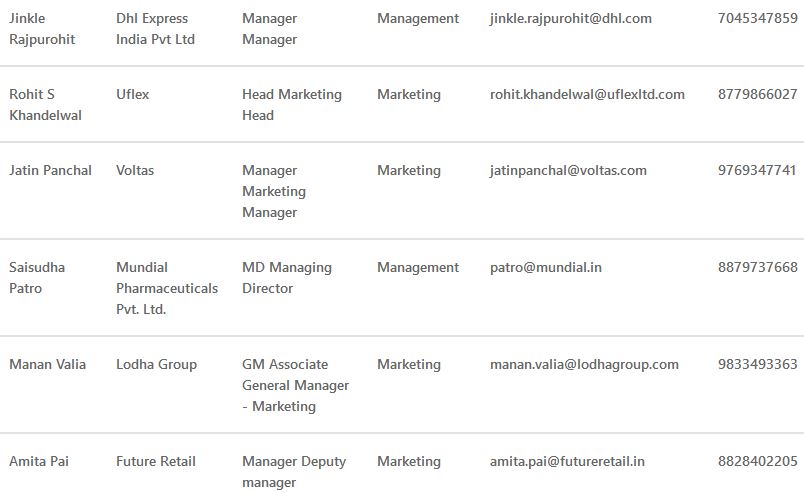 Jinkle Dhl Express Manager Management jinkle.rajpurohit@dhl.com 7045347859
Rajpurohit India Pvt Ltd Manager
Rohit S Uflex Head Marketing Marketing rohit.khandelwal@uflexltd.com 8779866027
Khandelwal Head
Jatin Panchal Voltas Manager Marketing jatinpanchal@voltas.com 9769347741
Marketing
Manager
Saisudha Mundial MD Managing Management patro@mundial.in 8879737668
Patro Pharmaceuticals Director
Pvt. Ltd.
Manan Valia Lodha Group GM Associate Marketing manan.valia@lodhagroup.com 9833493363
General Manager
- Marketing
Amita Pai Future Retail Manager Deputy Marketing amita.pai@futureretail.in 8828402205
manager